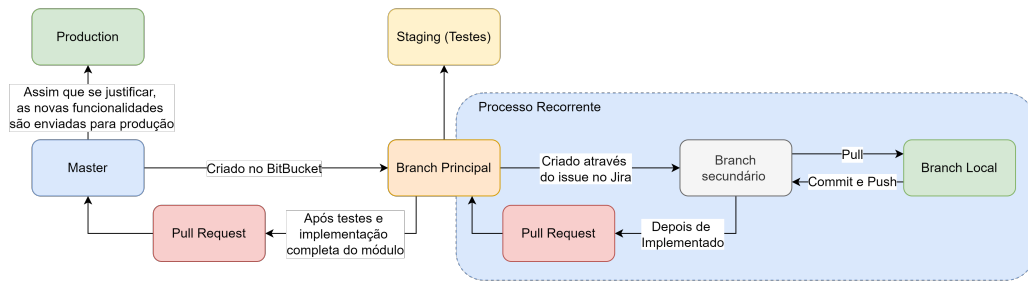 Production
Staging (Testes)
Assim que se justificar,
as novas funcionalidades
são enviadas para produção
Processo Recorrente
Master
Criado no BitBucket
Branch Principal
Criado através
do issue no Jira
Branch
secundário
Pull
Commit e Push
Branch Local
Pull Request
Após testes e
implementação
completa do módulo
Pull Request
Depois de
Implementado